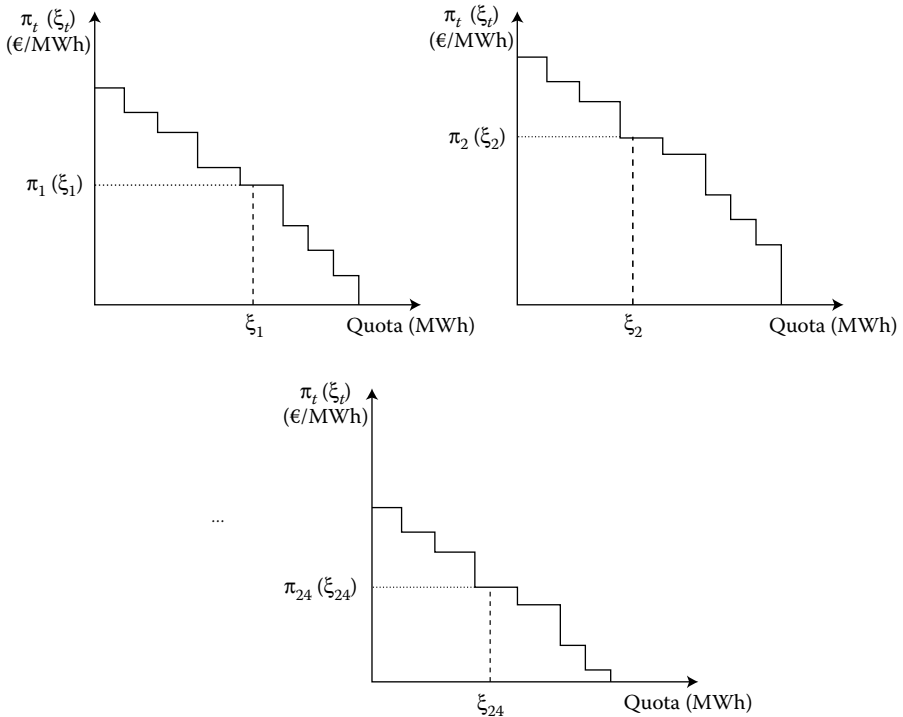 π_t (ξ_t)
(€/MWh)
π_1 (ξ_1)
ξ_1
Quota (MWh)
π_t (ξ_t)
(€/MWh)
π_2 (ξ_2)
ξ_2
Quota (MWh)
...
π_t (ξ_t)
(€/MWh)
π_24 (ξ_24)
ξ_24
Quota (MWh)